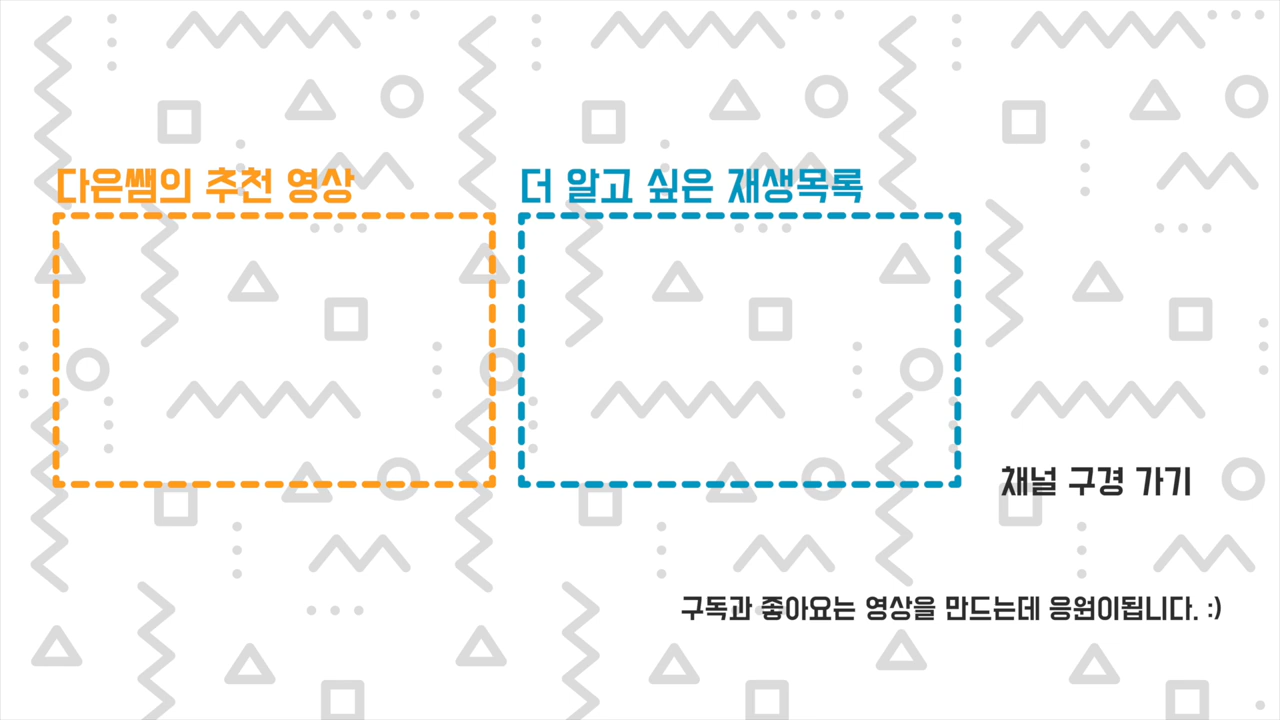 다은쌤의 추천 영상
더 알고 싶은 재생목록
채널 구경 가기
구독과 좋아요는 영상을 만드는데 응원이됩니다. :)